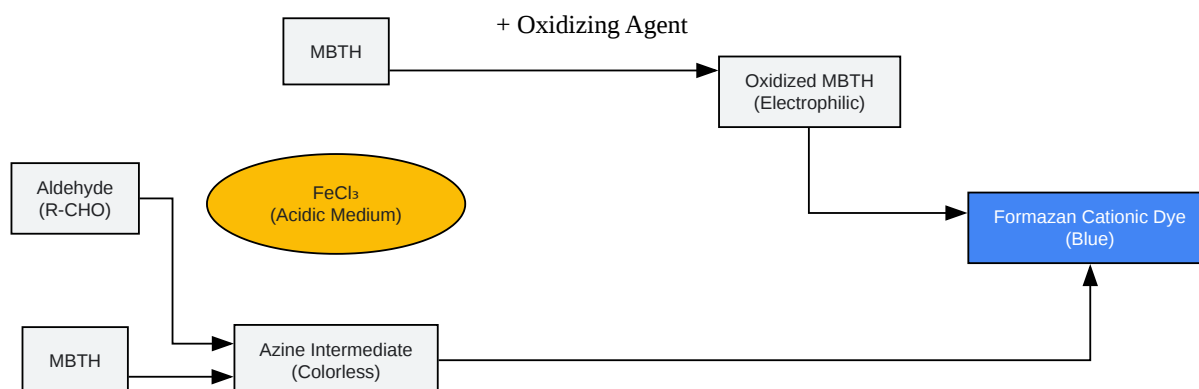 + Oxidizing Agent
MBTH
Oxidized MBTH
(Electrophilic)
Aldehyde
(R-CHO)
FeCl₃
(Acidic Medium)
Formazan Cationic Dye
(Blue)
MBTH
Azine Intermediate
(Colorless)